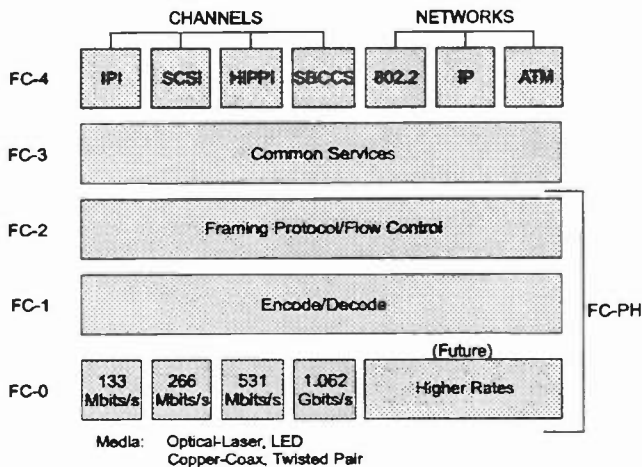 CHANNELS NETWORKS
FC-4 IPI SCSI HIPPI SBCCS 802.2 IP ATM
FC-3 Common Services
FC-2 Framing Protocol/Flow Control
FC-1 Encode/Decode
FC-PH
(Future)
FC-0 133 Mbits/s 266 Mbits/s 531 Mbits/s 1.062 Gbits/s Higher Rates
Media: Optical-Laser, LED
Copper-Coax, Twisted Pair